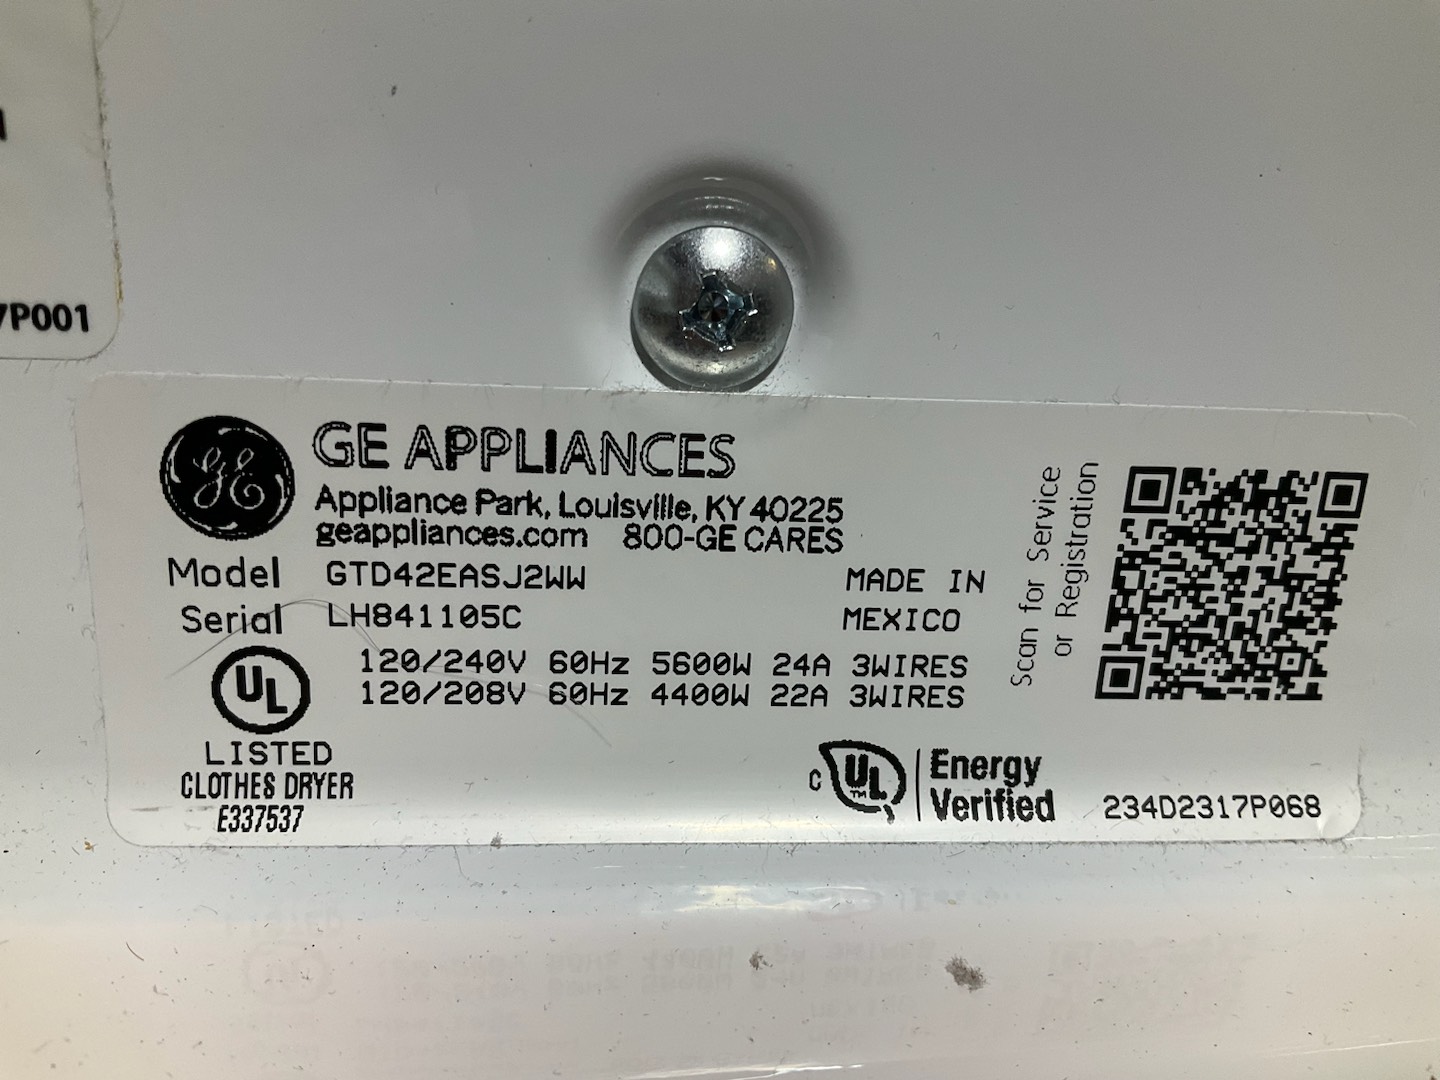 7P001
GE
GE APPLIANCES
Appliance Park, Louisville, KY 40225
geappliances.com 800-GE CARES
Model GTD42EASJ2WW MADE IN
Serial LH841105C MEXICO
120/240V 60Hz 5600W 24A 3WIRES
120/208V 60Hz 4400W 22A 3WIRES
UL
LISTED
CLOTHES DRYER
E337537
C UL TM Energy
Verified
234D2317P068
Scan for Service
or Registration